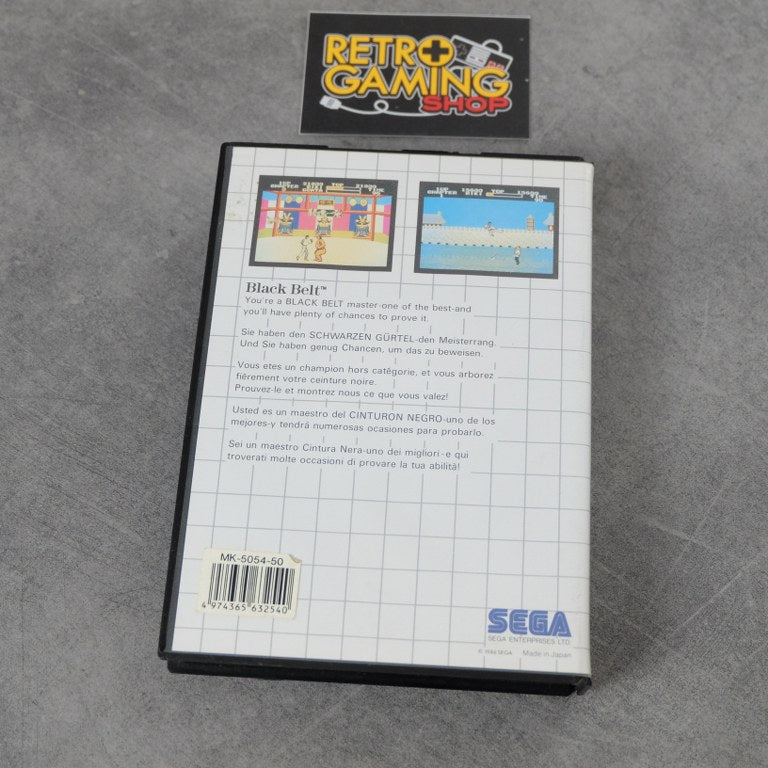 RETRO
GAMING
SHOP
Black Belt™
You're a BLACK BELT master-one of the best-and
you'll have plenty of chances to prove it.
Sie haben den SCHWARZEN GÜRTEL-den Meisterrang.
Und Sie haben genug Chancen, um das zu beweisen.
Vous etes un champion hors catégorie, et vous arborez
fièrement votre ceinture noire.
Prouvez-le et montrez nous ce que vous valez!
Usted es un maestro del CINTURON NEGRO-uno de los
mejores-y tendrá numerosas ocasiones para probarlo.
Sei un maestro Cintura Nera-uno dei migliori-e qui
troverati molte occasioni di provare la tua abilità!
MK-5054-50
4 974365 632540
SEGA
SEGA ENTERPRISES LTD.
© 1986 SEGA Made in Japan